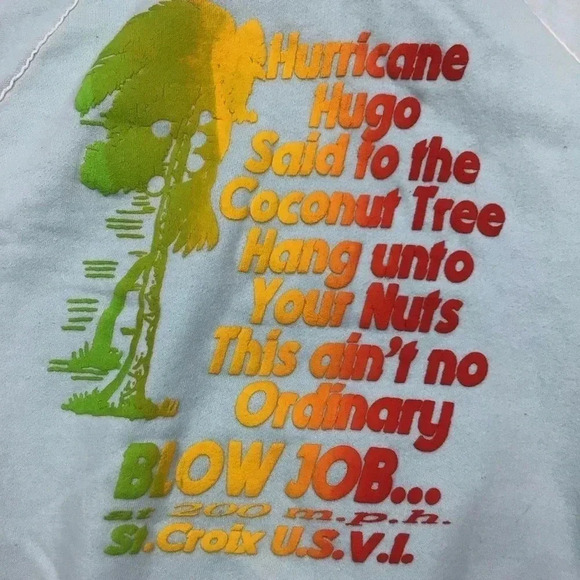 Hurricane
Hugo
Said to the
Coconut Tree
Hang unto
Your Nuts
This ain't no
Ordinary
BLOW JOB...
at 200 m.p.h.
St.Croix U.S.V.I.